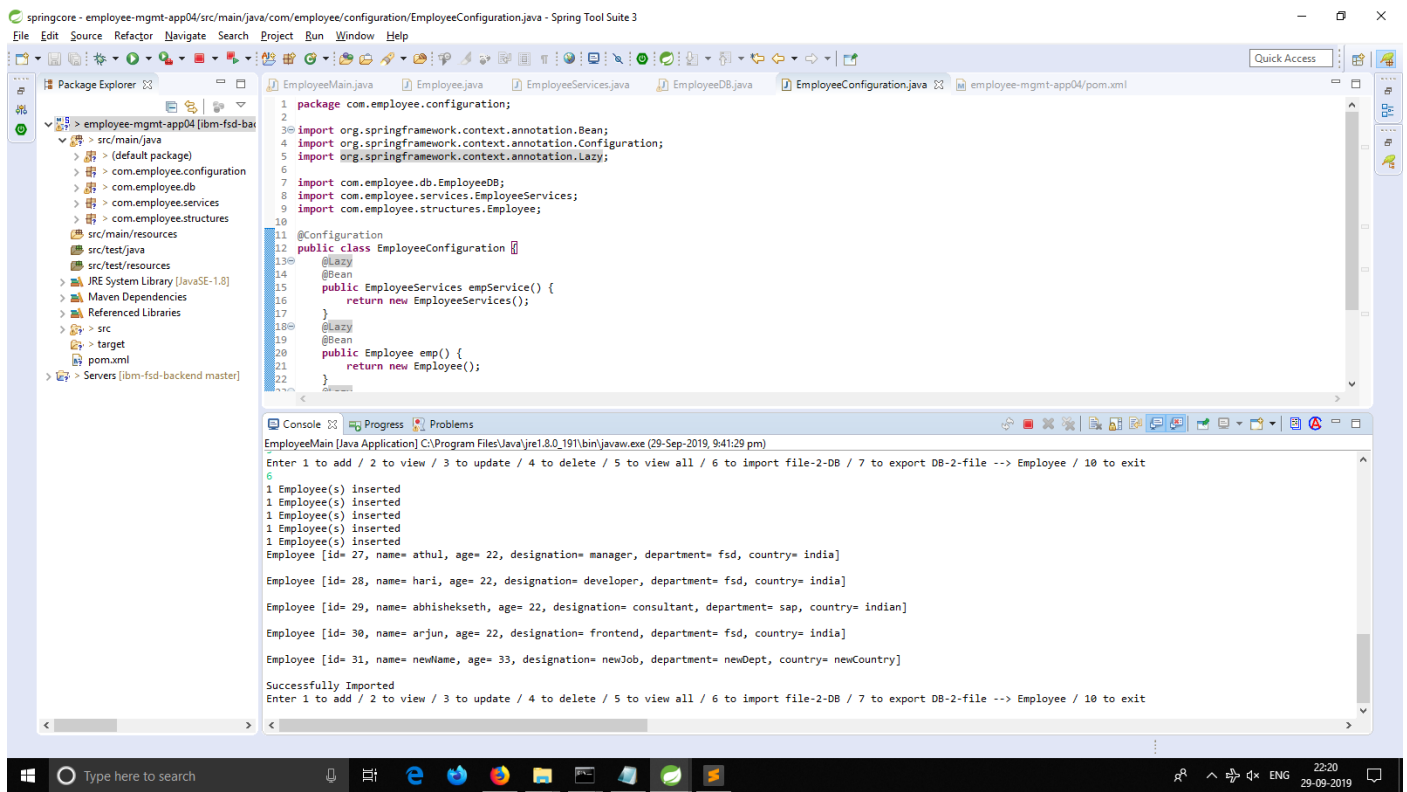 springcore - employee-mgmt-app04/src/main/java/com/employee/configuration/EmployeeConfiguration.java - Spring Tool Suite 3
File Edit Source Refactor Navigate Search Project Run Window Help
Quick Access
Package Explorer
EmployeeMain.java Employee.java EmployeeServices.java EmployeeDB.java EmployeeConfiguration.java employee-mgmt-app04/pom.xml
> employee-mgmt-app04 [ibm-fsd-bac
> src/main/java
> (default package)
> com.employee.configuration
> com.employee.db
> com.employee.services
> com.employee.structures
src/main/resources
src/test/java
src/test/resources
JRE System Library [JavaSE-1.8]
Maven Dependencies
Referenced Libraries
> src
> target
pom.xml
> Servers [ibm-fsd-backend master]
1 package com.employee.configuration;
2
3 import org.springframework.context.annotation.Bean;
4 import org.springframework.context.annotation.Configuration;
5 import org.springframework.context.annotation.Lazy;
6
7 import com.employee.db.EmployeeDB;
8 import com.employee.services.EmployeeServices;
9 import com.employee.structures.Employee;
10
11 @Configuration
12 public class EmployeeConfiguration {
13 @Lazy
14 @Bean
15 public EmployeeServices empService() {
16 return new EmployeeServices();
17 }
18 @Lazy
19 @Bean
20 public Employee emp() {
21 return new Employee();
22 }
Console Progress Problems
EmployeeMain [Java Application] C:\Program Files\Java\jre1.8.0_191\bin\javaw.exe (29-Sep-2019, 9:41:29 pm)
Enter 1 to add / 2 to view / 3 to update / 4 to delete / 5 to view all / 6 to import file-2-DB / 7 to export DB-2-file --> Employee / 10 to exit
6
1 Employee(s) inserted
1 Employee(s) inserted
1 Employee(s) inserted
1 Employee(s) inserted
1 Employee(s) inserted
Employee [id= 27, name= athul, age= 22, designation= manager, department= fsd, country= india]
Employee [id= 28, name= hari, age= 22, designation= developer, department= fsd, country= india]
Employee [id= 29, name= abhishekseth, age= 22, designation= consultant, department= sap, country= indian]
Employee [id= 30, name= arjun, age= 22, designation= frontend, department= fsd, country= india]
Employee [id= 31, name= newName, age= 33, designation= newJob, department= newDept, country= newCountry]
Successfully Imported
Enter 1 to add / 2 to view / 3 to update / 4 to delete / 5 to view all / 6 to import file-2-DB / 7 to export DB-2-file --> Employee / 10 to exit
Type here to search
ENG
22:20
29-09-2019